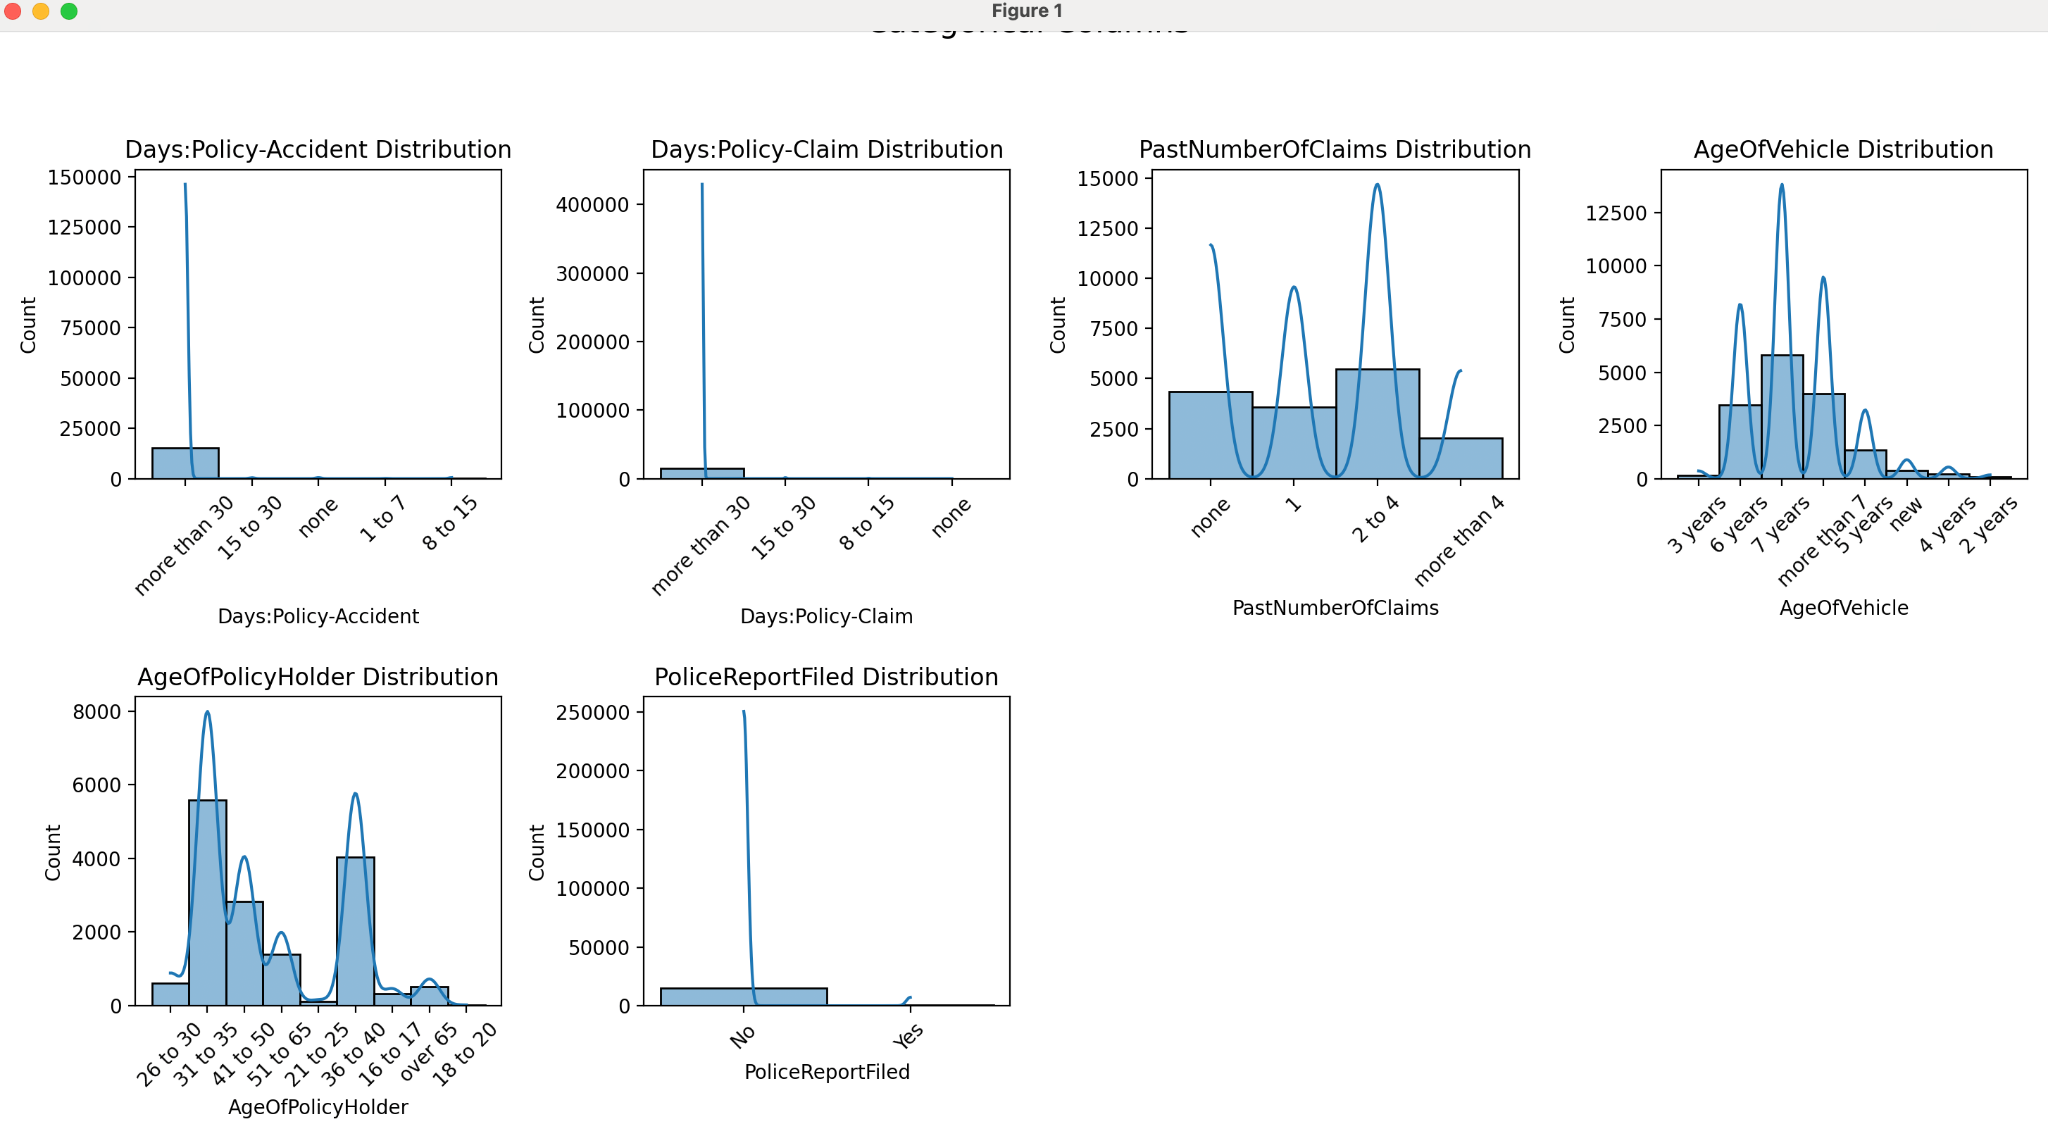 Figure 1
Categorical Columns
Days:Policy-Accident Distribution
150000
125000
100000
75000
50000
25000
0
Count
more than 30
15 to 30
none
1 to 7
8 to 15
Days:Policy-Accident
Days:Policy-Claim Distribution
400000
300000
200000
100000
0
Count
more than 30
15 to 30
8 to 15
none
Days:Policy-Claim
PastNumberOfClaims Distribution
15000
12500
10000
7500
5000
2500
0
Count
none
1
2 to 4
more than 4
PastNumberOfClaims
AgeOfVehicle Distribution
12500
10000
7500
5000
2500
0
Count
3 years
6 years
7 years
more than 7
5 years
new
4 years
2 years
AgeOfVehicle
AgeOfPolicyHolder Distribution
8000
6000
4000
2000
0
Count
26 to 30
31 to 35
41 to 50
51 to 65
21 to 25
36 to 40
16 to 17
over 65
18 to 20
AgeOfPolicyHolder
PoliceReportFiled Distribution
250000
200000
150000
100000
50000
0
Count
No
Yes
PoliceReportFiled